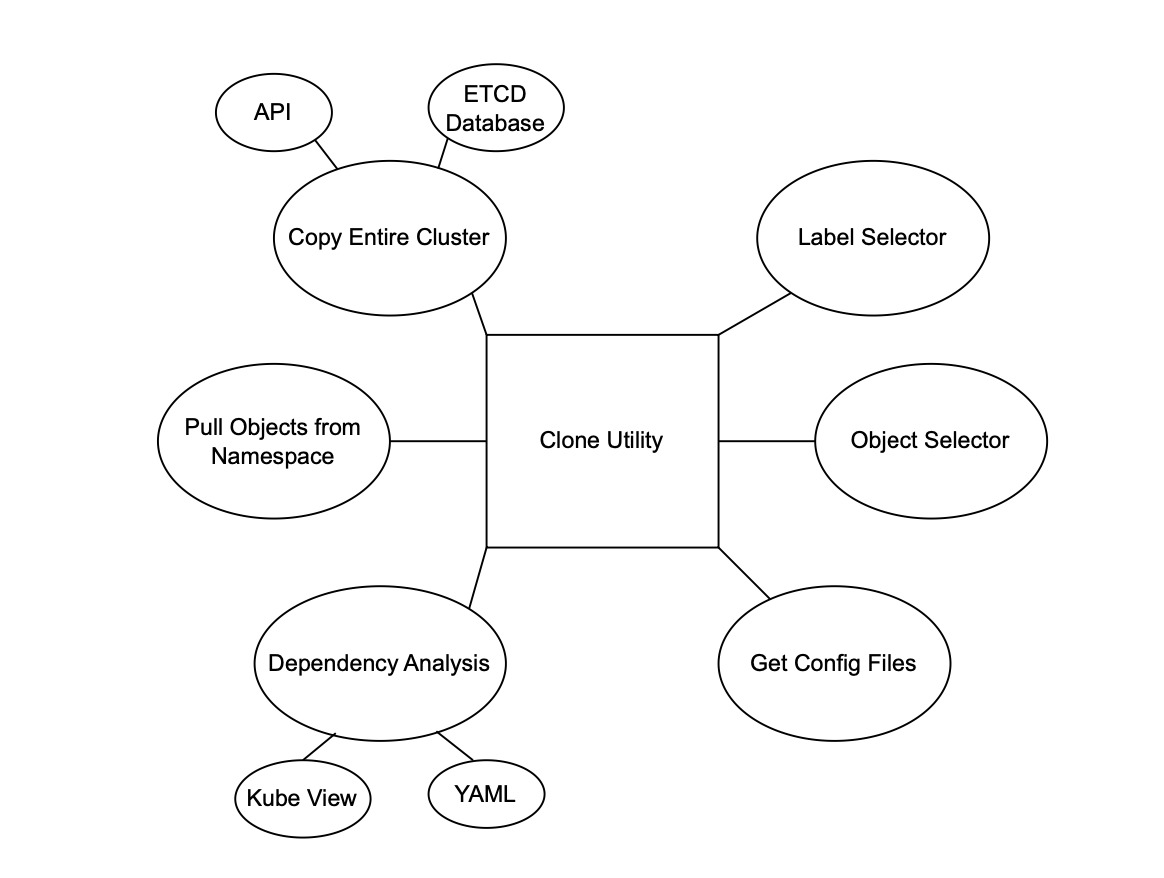 API
ETCD
Database
Copy Entire Cluster
Label Selector
Pull Objects from
Namespace
Clone Utility
Object Selector
Dependency Analysis
Get Config Files
Kube View
YAML